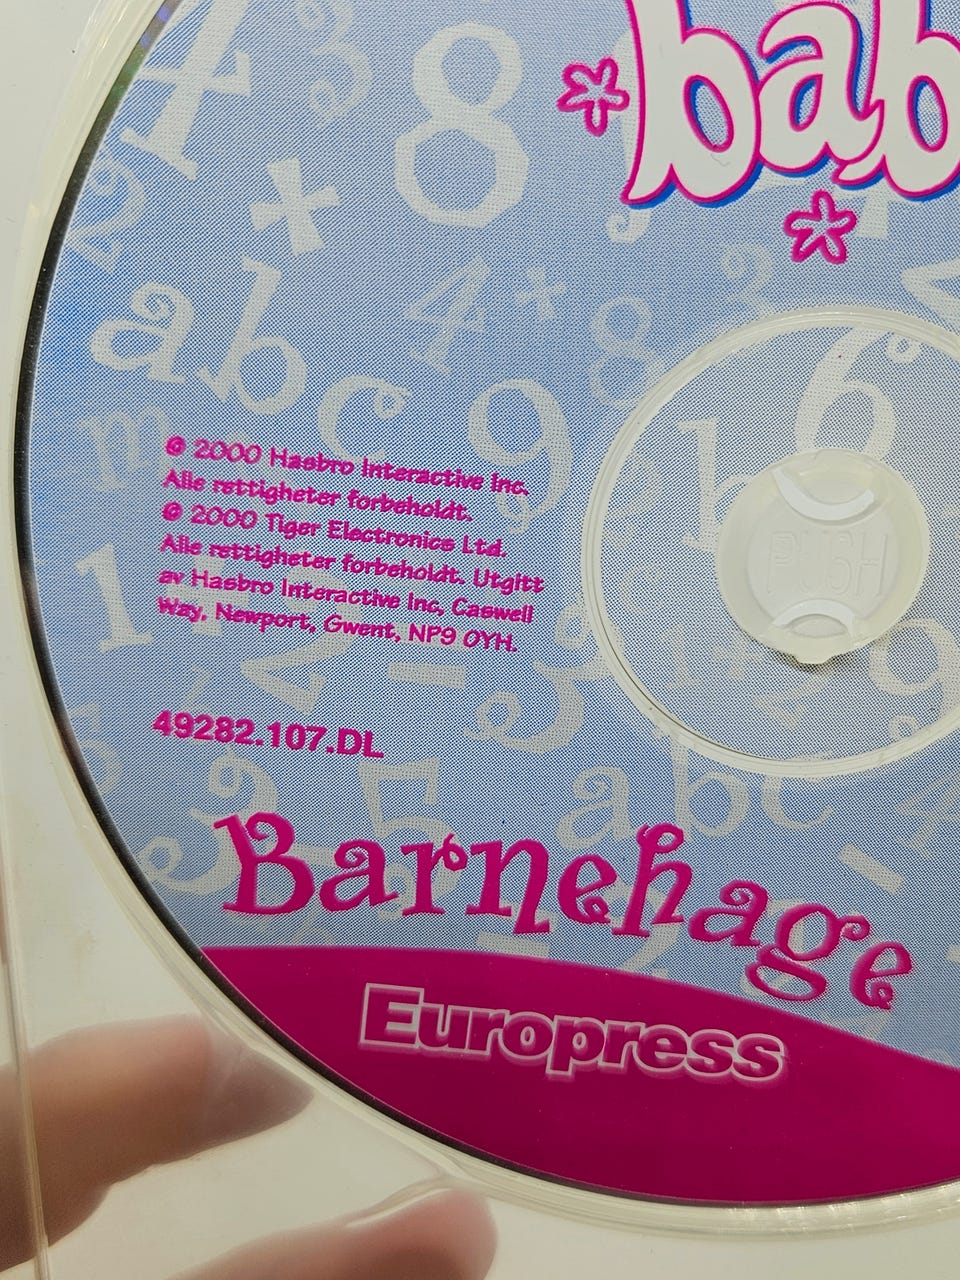 bab
© 2000 Hasbro Interactive Inc.
Alle rettigheter forbeholdt.
© 2000 Tiger Electronics Ltd.
Alle rettigheter forbeholdt. Utgitt
av Hasbro Interactive Inc, Caswell
Way, Newport, Gwent, NP9 0YH.
PUSH
49282.107.DL
Barnehage
Europress